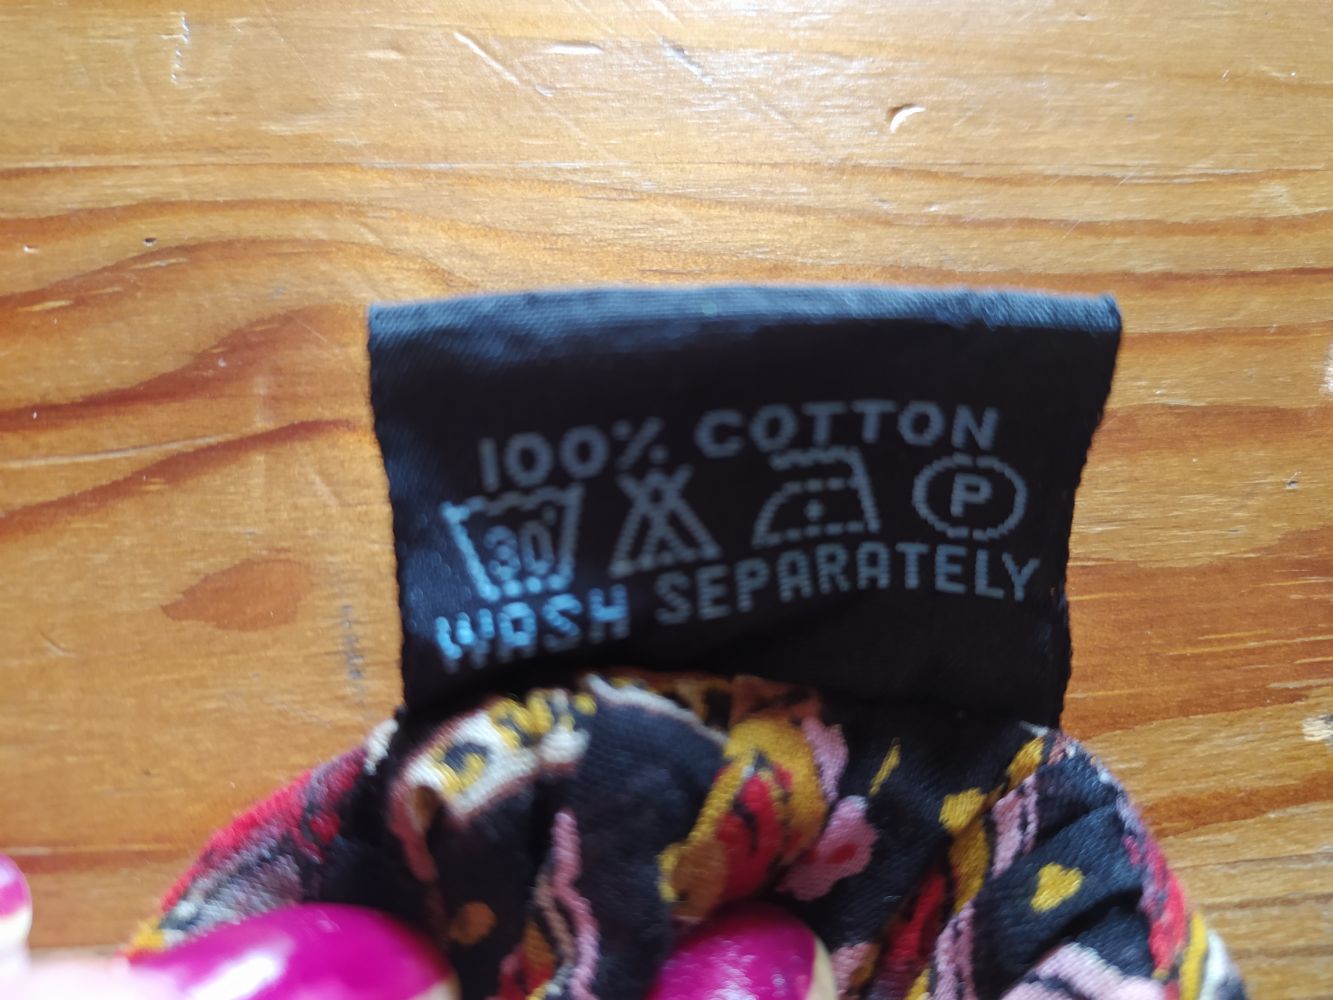 100% COTTON
30° P
WASH SEPARATELY